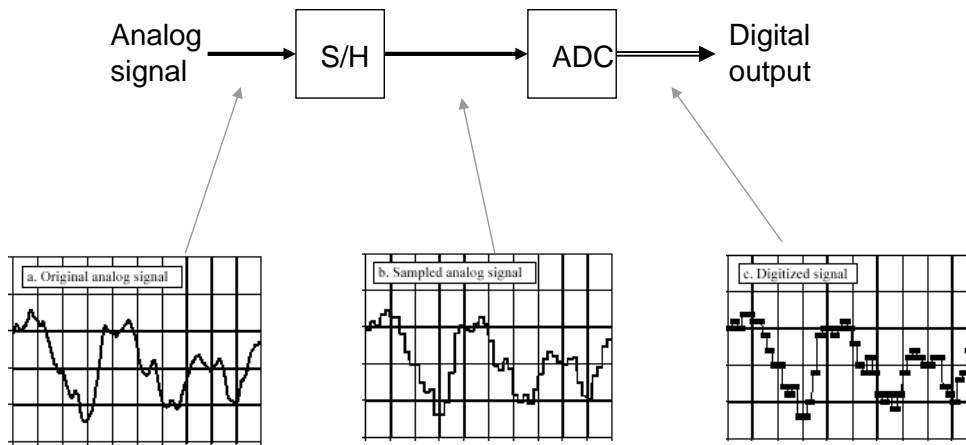 Analog
signal
S/H
ADC
Digital
output
a. Original analog signal
b. Sampled analog signal
c. Digitized signal